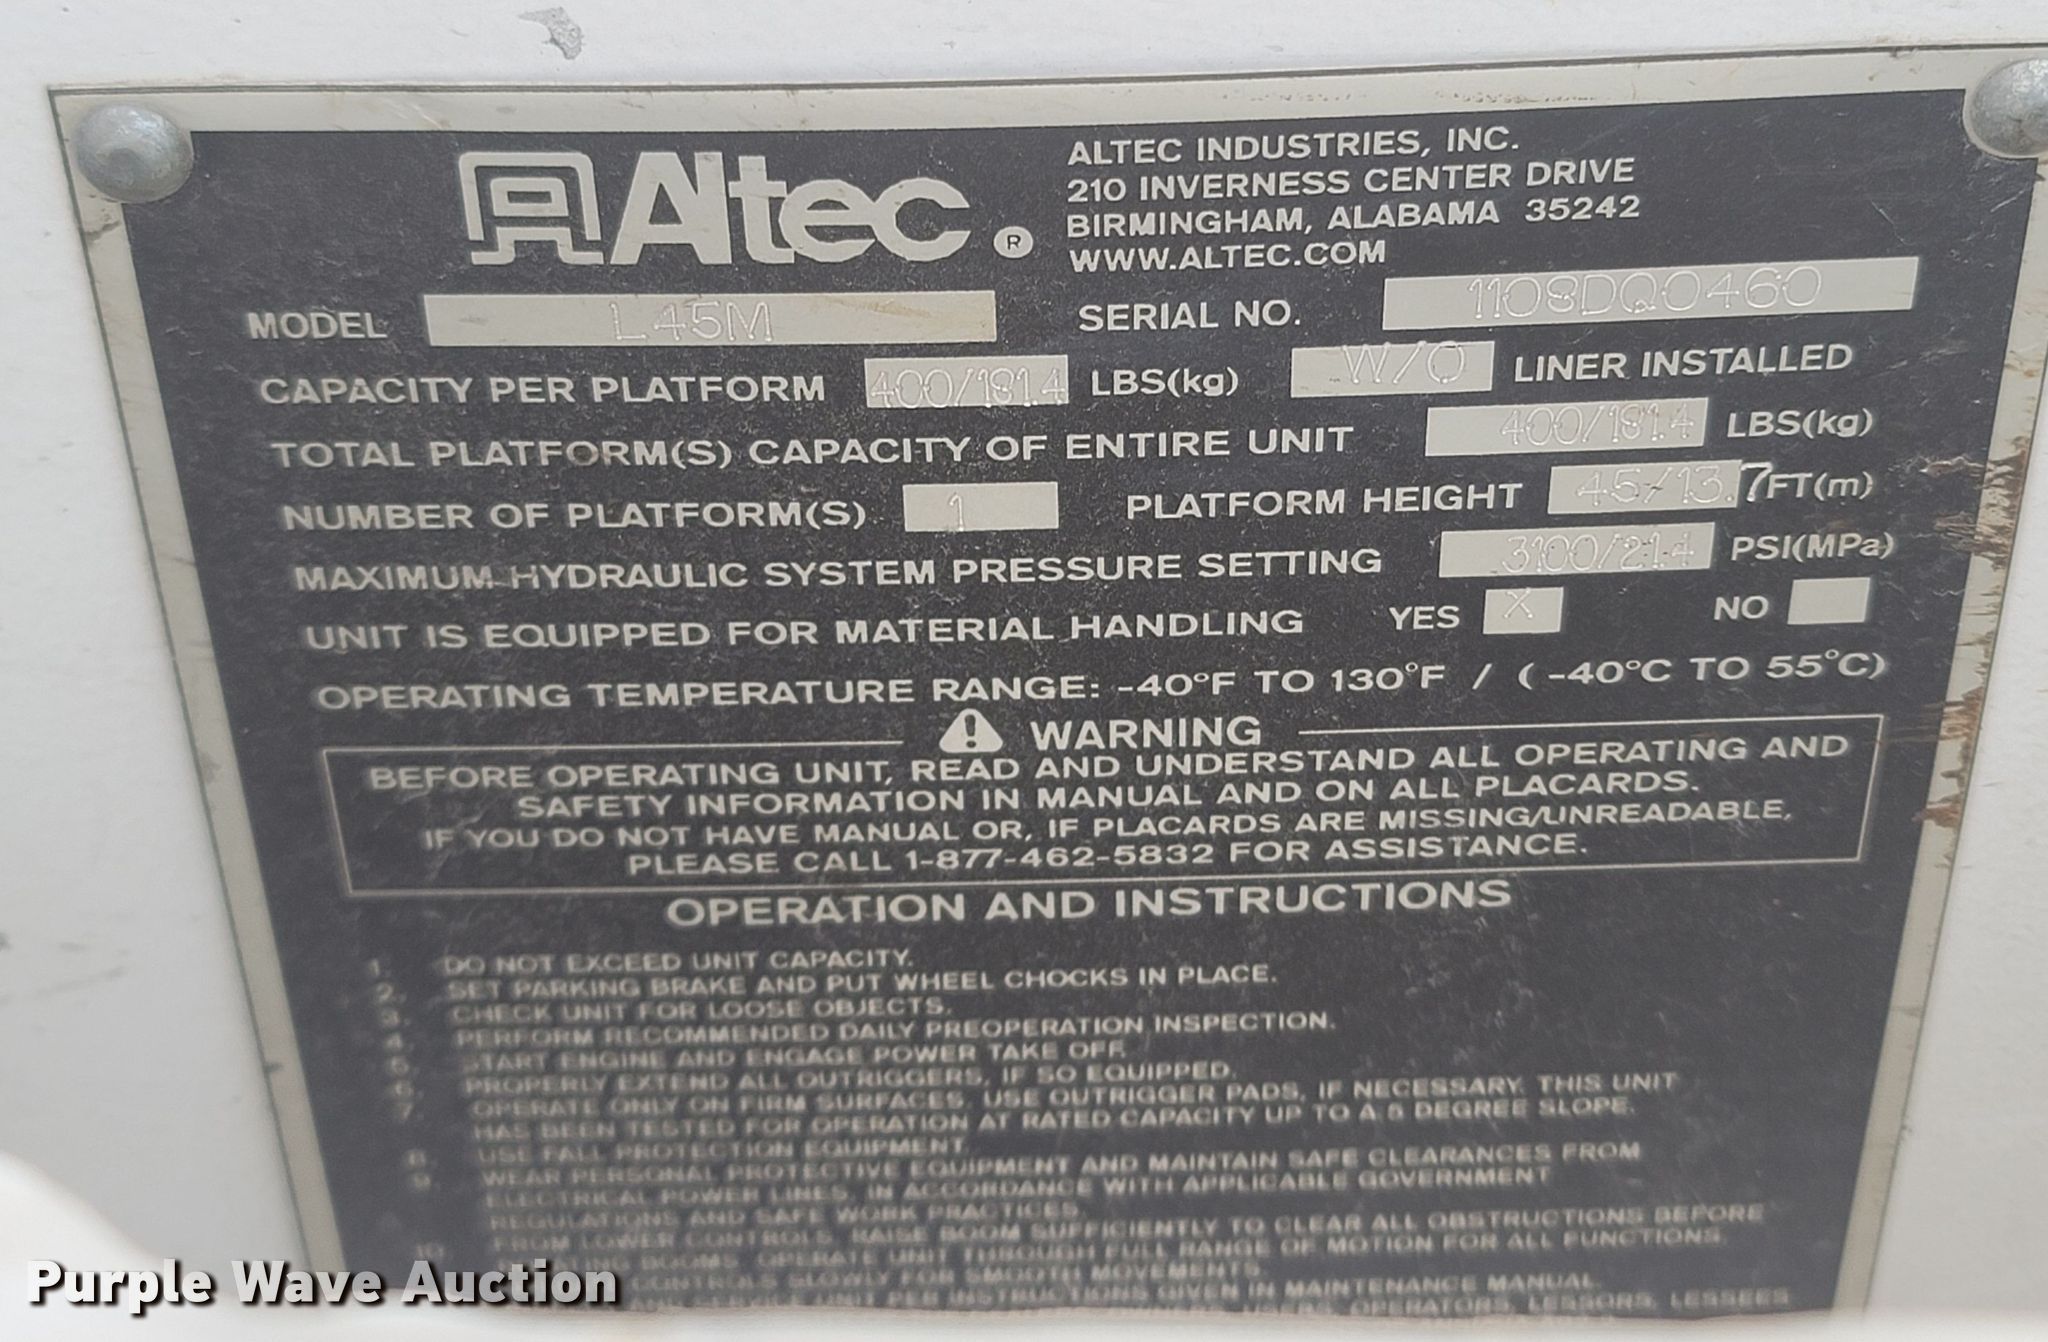 Altec®
ALTEC INDUSTRIES, INC.
210 INVERNESS CENTER DRIVE
BIRMINGHAM, ALABAMA 35242
WWW.ALTEC.COM
MODEL L45M SERIAL NO. 1108DQ0460
CAPACITY PER PLATFORM 400/181.4 LBS(kg) W/O LINER INSTALLED
TOTAL PLATFORM(S) CAPACITY OF ENTIRE UNIT 400/181.4 LBS(kg)
NUMBER OF PLATFORM(S) 1 PLATFORM HEIGHT 45/13.7 FT(m)
MAXIMUM HYDRAULIC SYSTEM PRESSURE SETTING 3100/21.4 PSI(MPa)
UNIT IS EQUIPPED FOR MATERIAL HANDLING YES X NO
OPERATING TEMPERATURE RANGE: -40°F TO 130°F / ( -40°C TO 55°C)
WARNING
BEFORE OPERATING UNIT, READ AND UNDERSTAND ALL OPERATING AND
SAFETY INFORMATION IN MANUAL AND ON ALL PLACARDS.
IF YOU DO NOT HAVE MANUAL OR, IF PLACARDS ARE MISSING/UNREADABLE,
PLEASE CALL 1-877-462-5832 FOR ASSISTANCE.
OPERATION AND INSTRUCTIONS
1. DO NOT EXCEED UNIT CAPACITY.
2. SET PARKING BRAKE AND PUT WHEEL CHOCKS IN PLACE.
3. CHECK UNIT FOR LOOSE OBJECTS.
4. PERFORM RECOMMENDED DAILY PREOPERATION INSPECTION.
5. START ENGINE AND ENGAGE POWER TAKE OFF.
6. PROPERLY EXTEND ALL OUTRIGGERS, IF SO EQUIPPED.
7. OPERATE ONLY ON FIRM SURFACES, USE OUTRIGGER PADS, IF NECESSARY. THIS UNIT
HAS BEEN TESTED FOR OPERATION AT RATED CAPACITY UP TO A 5 DEGREE SLOPE.
8. USE FALL PROTECTION EQUIPMENT.
9. WEAR PERSONAL PROTECTIVE EQUIPMENT AND MAINTAIN SAFE CLEARANCES FROM
ELECTRICAL POWER LINES, IN ACCORDANCE WITH APPLICABLE GOVERNMENT
REGULATIONS AND SAFE WORK PRACTICES.
10. FROM LOWER CONTROLS, RAISE BOOM SUFFICIENTLY TO CLEAR ALL OBSTRUCTIONS BEFORE
BOOMS. OPERATE UNIT THROUGH FULL RANGE OF MOTION FOR ALL FUNCTIONS.
CONTROLS SLOWLY FOR SMOOTH MOVEMENTS.
PER INSTRUCTIONS GIVEN IN MAINTENANCE MANUAL.
USERS, OPERATORS, LESSORS, LESSEES
Purple Wave Auction